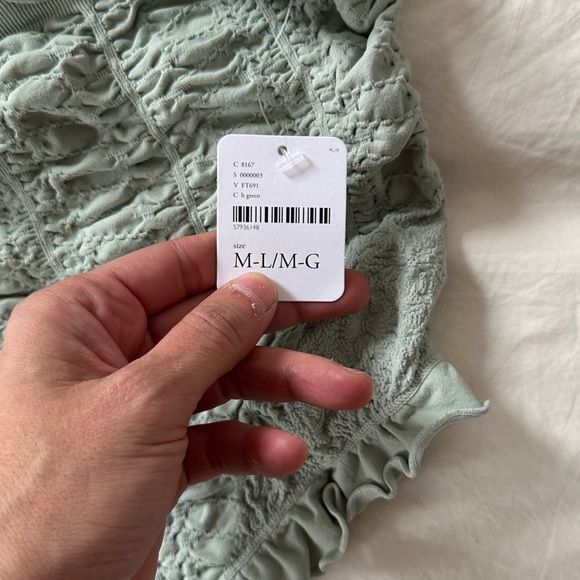 C 8167
S 0000003
V FT691
C lt green
57936148
size
M-L/M-G